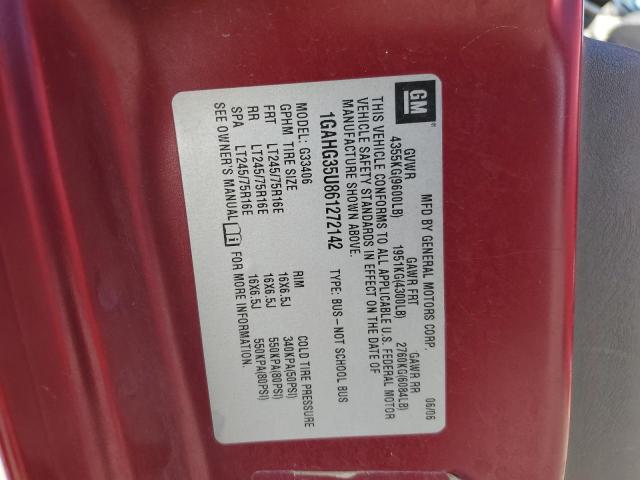 GM
MFD BY GENERAL MOTORS CORP. 06/06
GVWR GAWR FRT GAWR RR
4355KG(9600LB) 1951KG(4300LB) 2760KG(6084LB)
THIS VEHICLE CONFORMS TO ALL APPLICABLE U.S. FEDERAL MOTOR
VEHICLE SAFETY STANDARDS IN EFFECT ON THE DATE OF
MANUFACTURE SHOWN ABOVE.
1GAHG35U861272142 TYPE: BUS-NOT SCHOOL BUS
MODEL: G33406
GPHM TIRE SIZE RIM COLD TIRE PRESSURE
FRT LT245/75R16E 16X6.5J 340KPA(50PSI)
RR LT245/75R16E 16X6.5J 550KPA(80PSI)
SPA LT245/75R16E 16X6.5J 550KPA(80PSI)
SEE OWNER'S MANUAL FOR MORE INFORMATION.